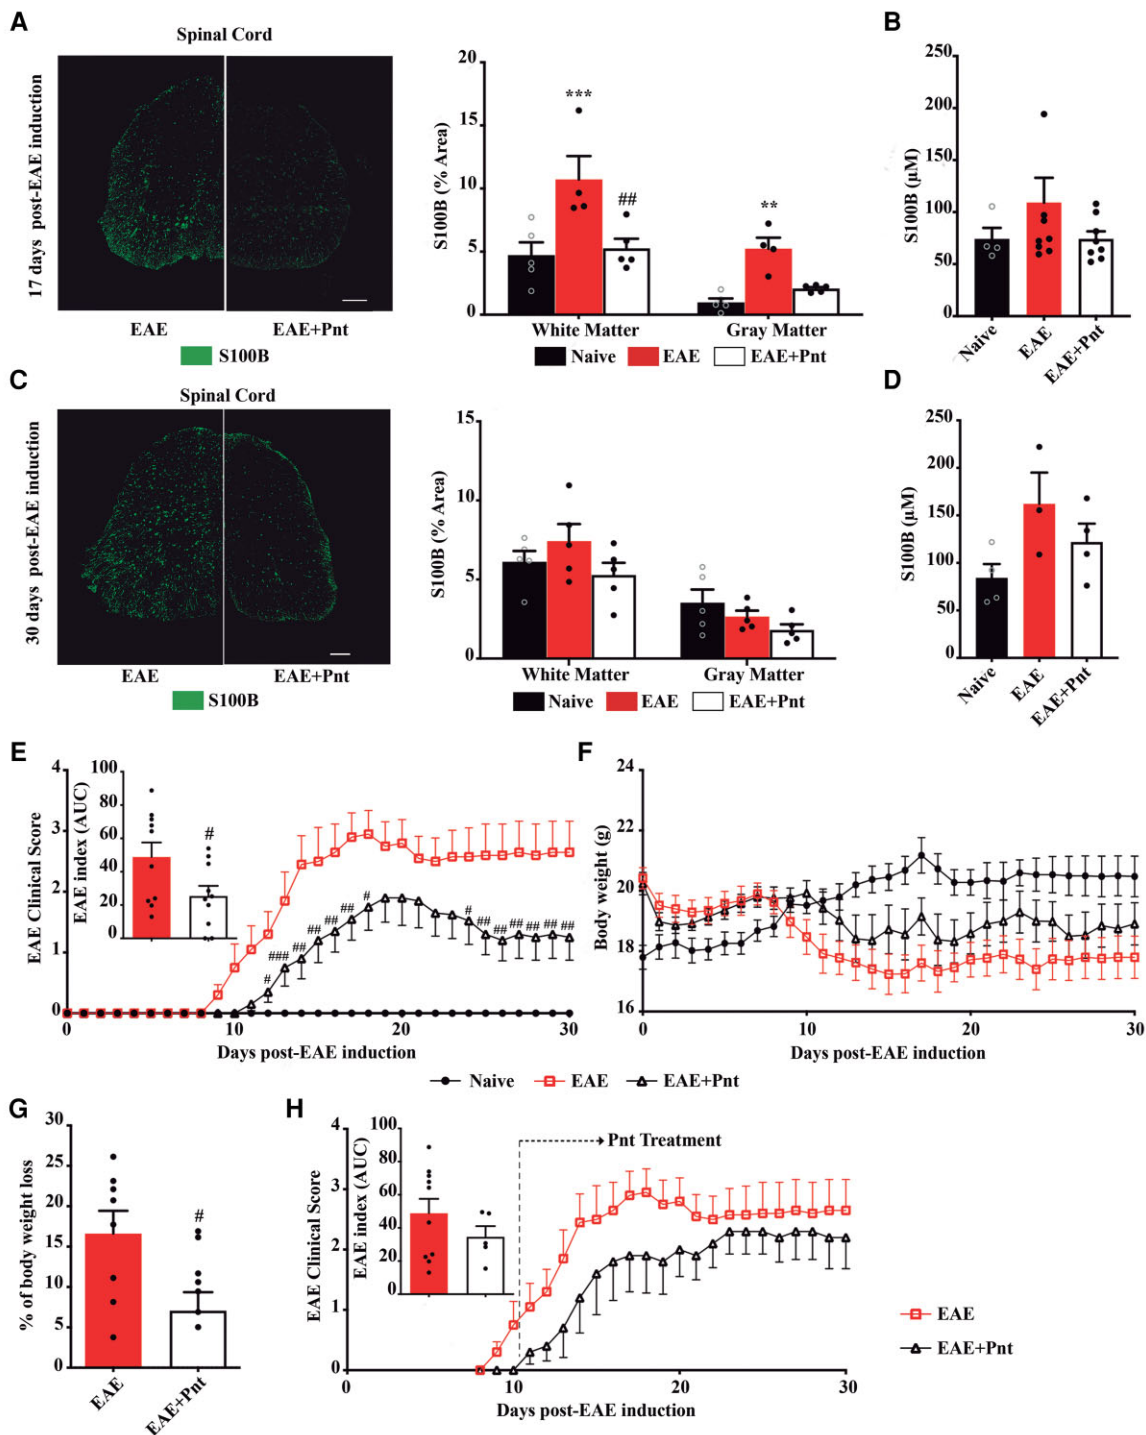 A
Spinal Cord
17 days post-EAE induction
EAE
EAE+Pnt
S100B
S100B (% Area)
20
15
10
5
0
***
##
**
White Matter
Gray Matter
Naive
EAE
EAE+Pnt
B
S100B (µM)
250
200
150
100
50
0
Naive
EAE
EAE+Pnt
C
Spinal Cord
30 days post-EAE induction
EAE
EAE+Pnt
S100B
S100B (% Area)
15
10
5
0
White Matter
Gray Matter
Naive
EAE
EAE+Pnt
D
S100B (µM)
250
200
150
100
50
0
Naive
EAE
EAE+Pnt
E
EAE Clinical Score
4
3
2
1
0
EAE index (AUC)
100
80
60
40
20
0
#
#
###
##
##
##
##
#
#
##
##
##
##
##
##
0
10
20
30
Days post-EAE induction
F
Body weight (g)
24
22
20
18
16
0
10
20
30
Days post-EAE induction
Naive
EAE
EAE+Pnt
G
% of body weight loss
30
25
20
15
10
5
0
#
EAE
EAE+Pnt
H
EAE Clinical Score
4
3
2
1
0
EAE index (AUC)
100
80
60
40
20
0
Pnt Treatment
0
10
20
30
Days post-EAE induction
EAE
EAE+Pnt